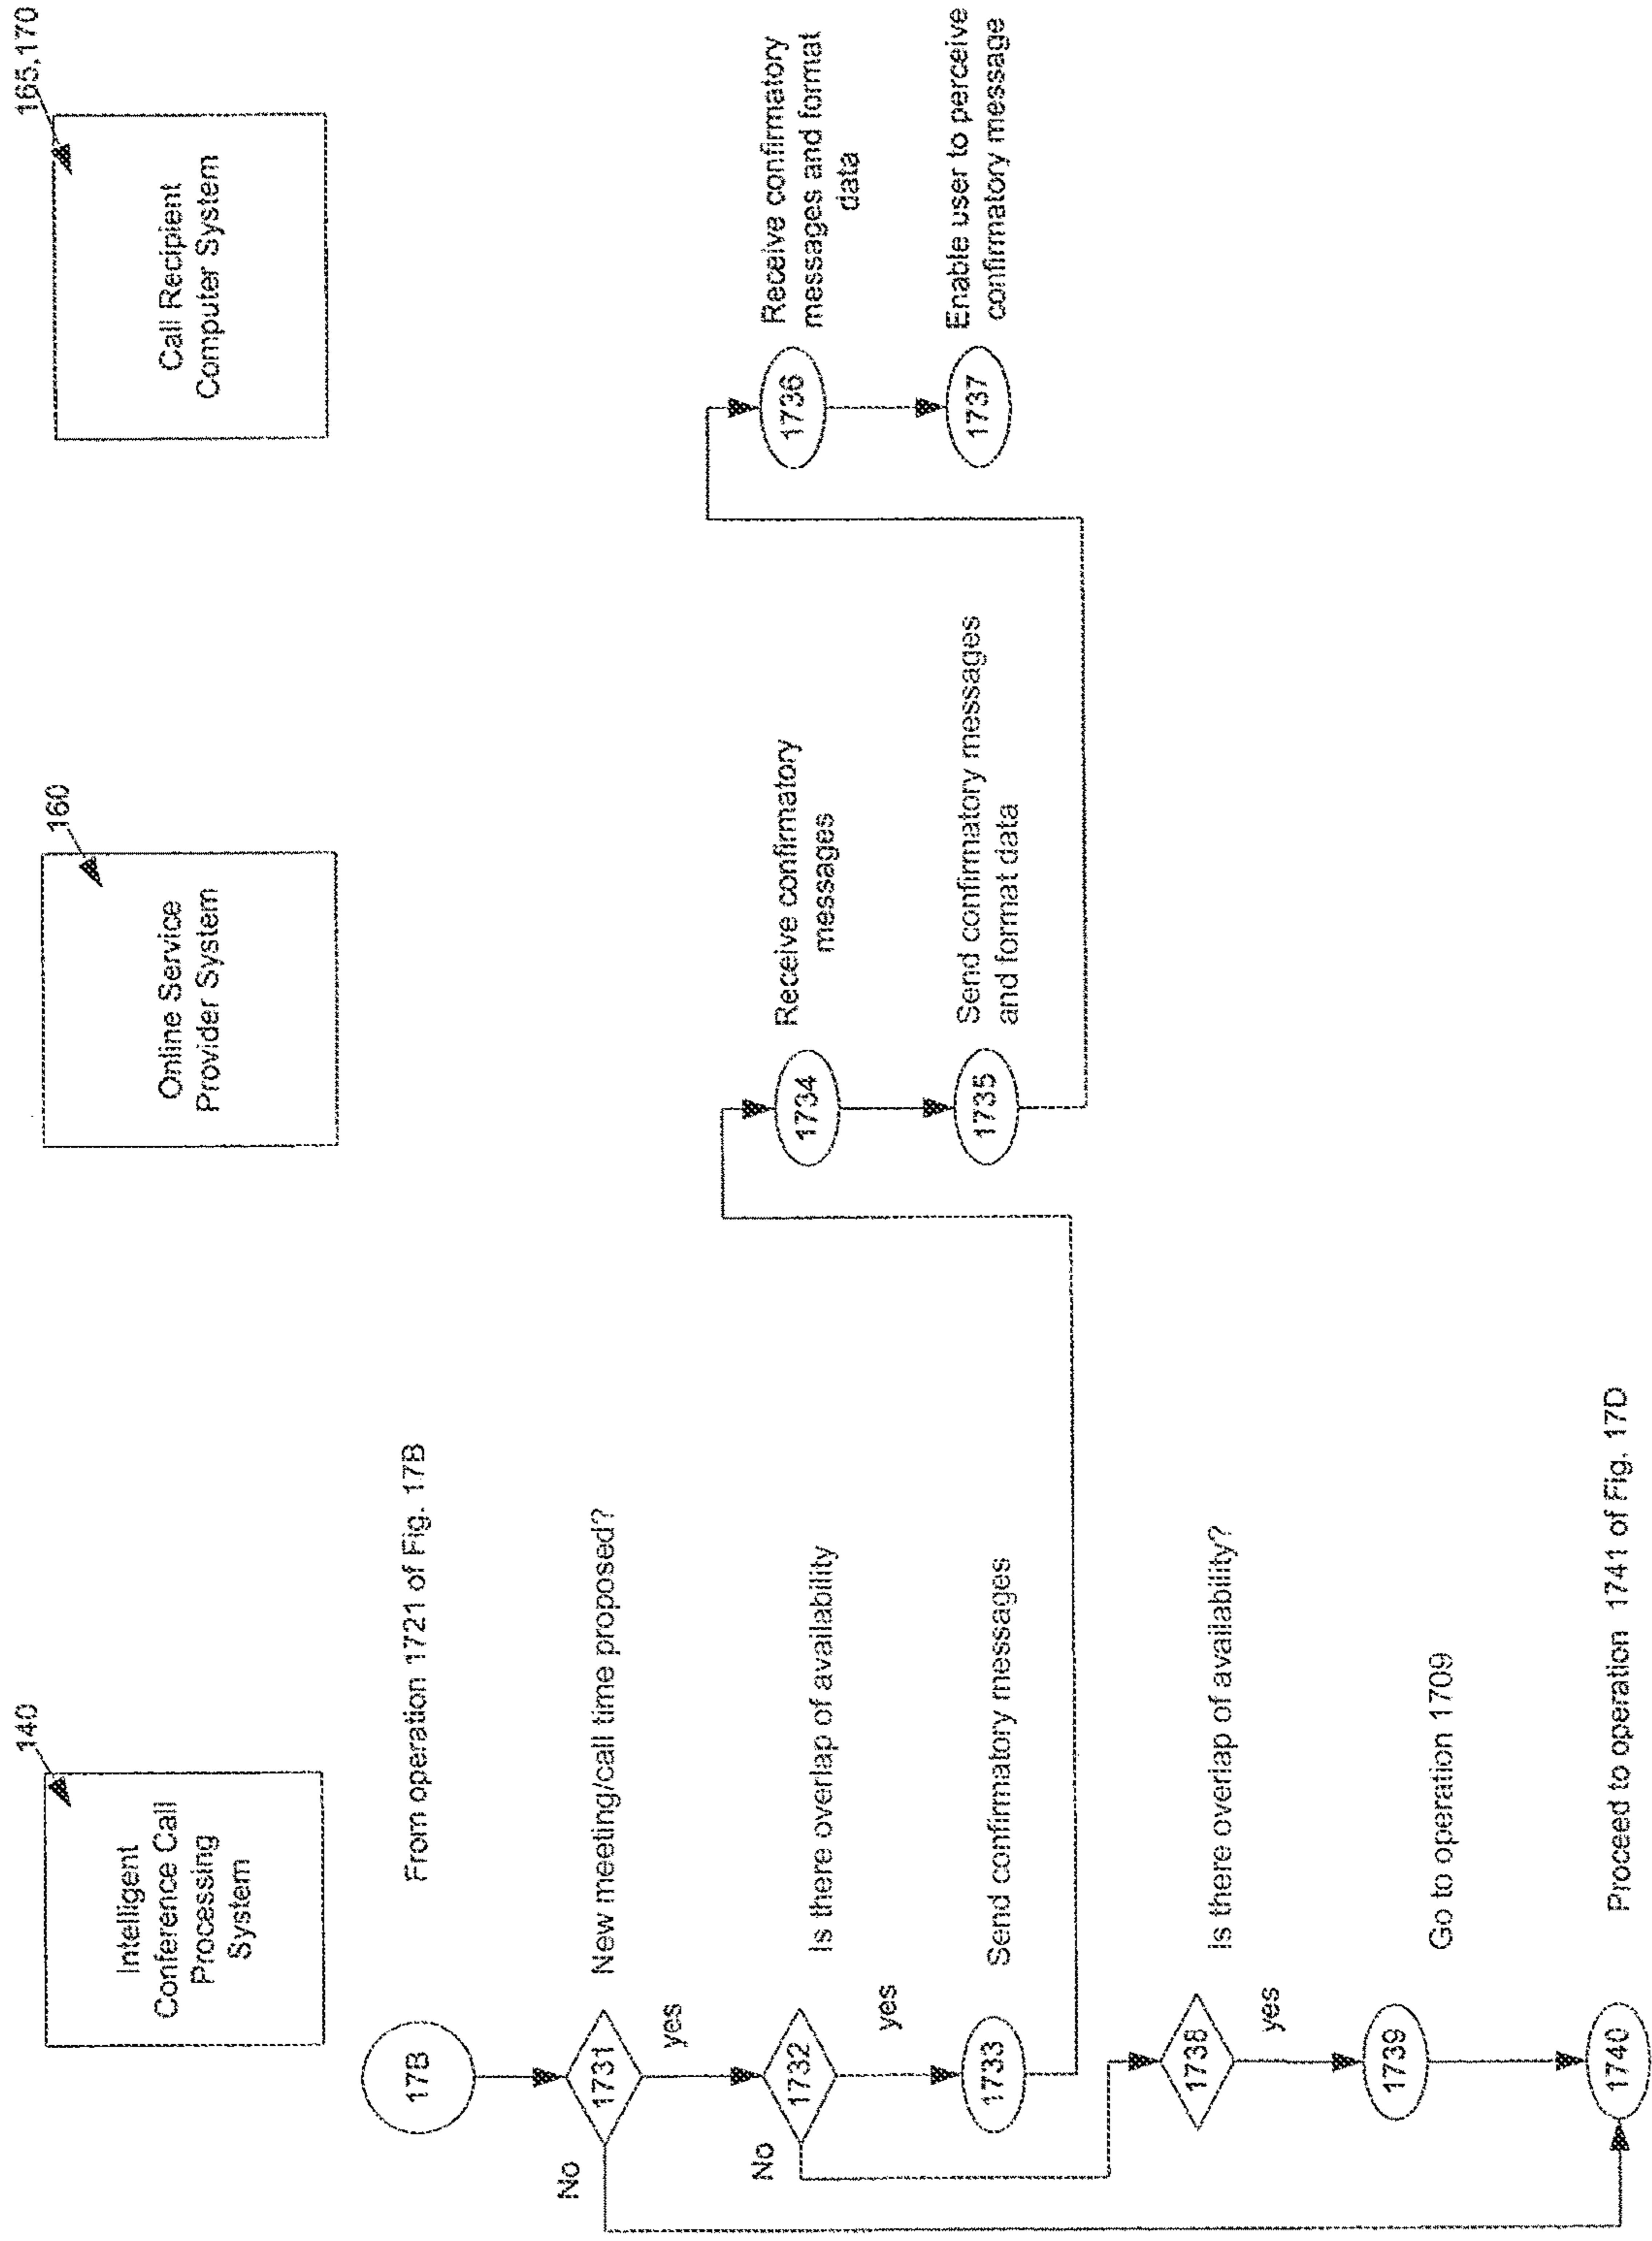 140
Intelligent
Conference Call
Processing
System
160
Online Service
Provider System
165,170
Call Recipient
Computer System
17B
From operation 1721 of Fig. 17B
No
1731
New meeting/call time proposed?
yes
No
1732
Is there overlap of availability
yes
1733
Send confirmatory messages
1734
Receive confirmatory
messages
1735
Send confirmatory messages
and format data
1736
Receive confirmatory
messages and format
data
1737
Enable user to perceive
confirmatory message
1738
Is there overlap of availability?
yes
1739
Go to operation 1709
1740
Proceed to operation 1741 of Fig. 17D